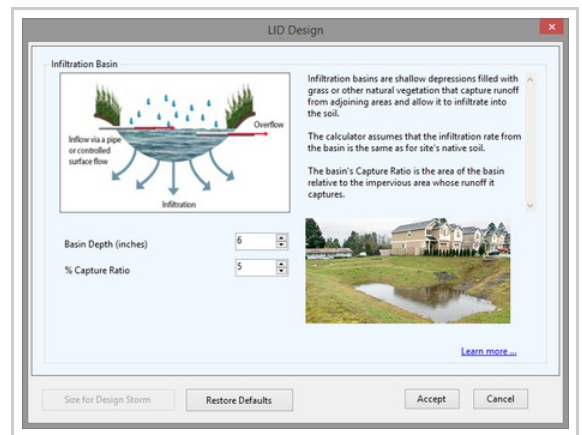 LID Design
Infiltration Basin
Overflow
Inflow via a pipe
or controlled
surface flow
Infiltration
Infiltration basins are shallow depressions filled with
grass or other natural vegetation that capture runoff
from adjoining areas and allow it to infiltrate into
the soil.
The calculator assumes that the infiltration rate from
the basin is the same as for site's native soil.
The basin's Capture Ratio is the area of the basin
relative to the impervious area whose runoff it
captures.
Basin Depth (inches) 6
% Capture Ratio 5
Learn more ...
Size for Design Storm Restore Defaults Accept Cancel